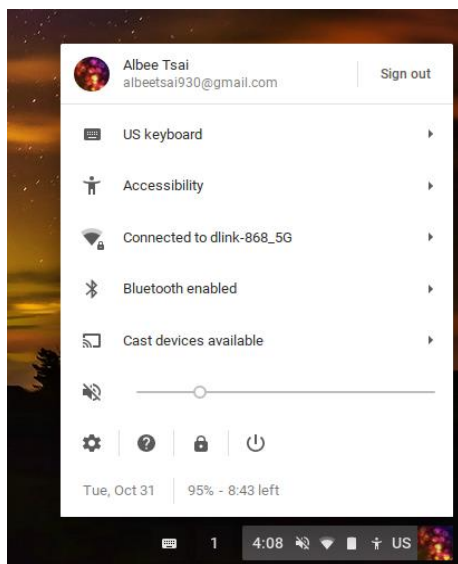 Albee Tsai
albeetsai930@gmail.com
Sign out
US keyboard
Accessibility
Connected to dlink-868_5G
Bluetooth enabled
Cast devices available
Tue, Oct 31
95% - 8:43 left
1
4:08
US